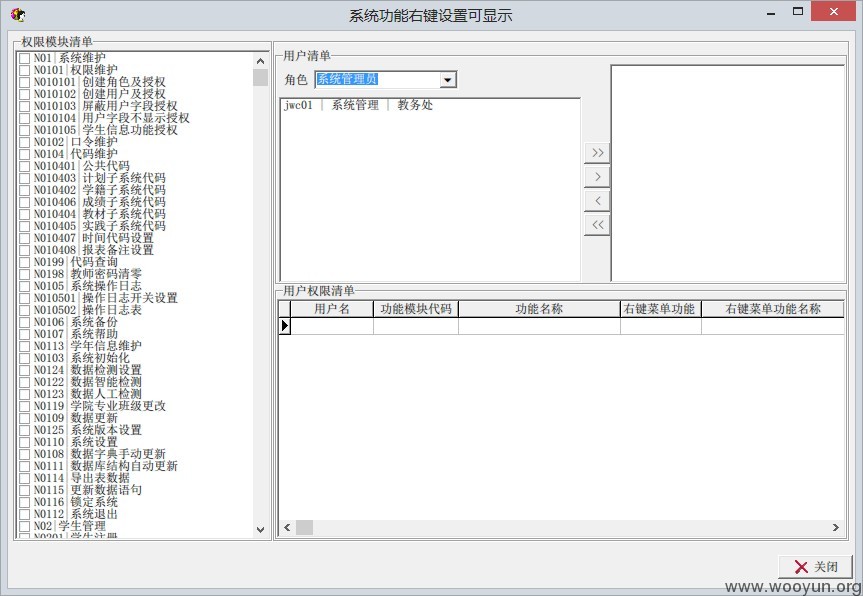 系统功能右键设置可显示
权限模块清单
N01|系统维护
N0101|权限维护
N010101|创建角色及授权
N010102|创建用户及授权
N010103|屏蔽用户字段授权
N010104|用户字段不显示授权
N010105|学生信息功能授权
N0102|口令维护
N0104|代码维护
N010401|公共代码
N010403|计划子系统代码
N010402|学籍子系统代码
N010406|成绩子系统代码
N010404|教材子系统代码
N010405|实践子系统代码
N010407|时间代码设置
N010408|报表备注设置
N0199|代码查询
N0198|教师密码清零
N0105|系统操作日志
N010501|操作日志开关设置
N010502|操作日志表
N0106|系统备份
N0107|系统帮助
N0113|学年信息维护
N0103|系统初始化
N0124|数据检测设置
N0122|数据智能检测
N0123|数据人工检测
N0119|学院专业班级更改
N0109|数据更新
N0125|系统版本设置
N0110|系统设置
N0108|数据字典手动更新
N0111|数据库结构自动更新
N0114|导出表数据
N0115|更新数据语句
N0116|锁定系统
N0112|系统退出
N02|学生管理
N0201|学生注册
用户清单
角色 系统管理员
jwc01 | 系统管理 | 教务处
>>
>
<
<<
用户权限清单
用户名 功能模块代码 功能名称 右键菜单功能 右键菜单功能名称
关闭
www.wooyun.org